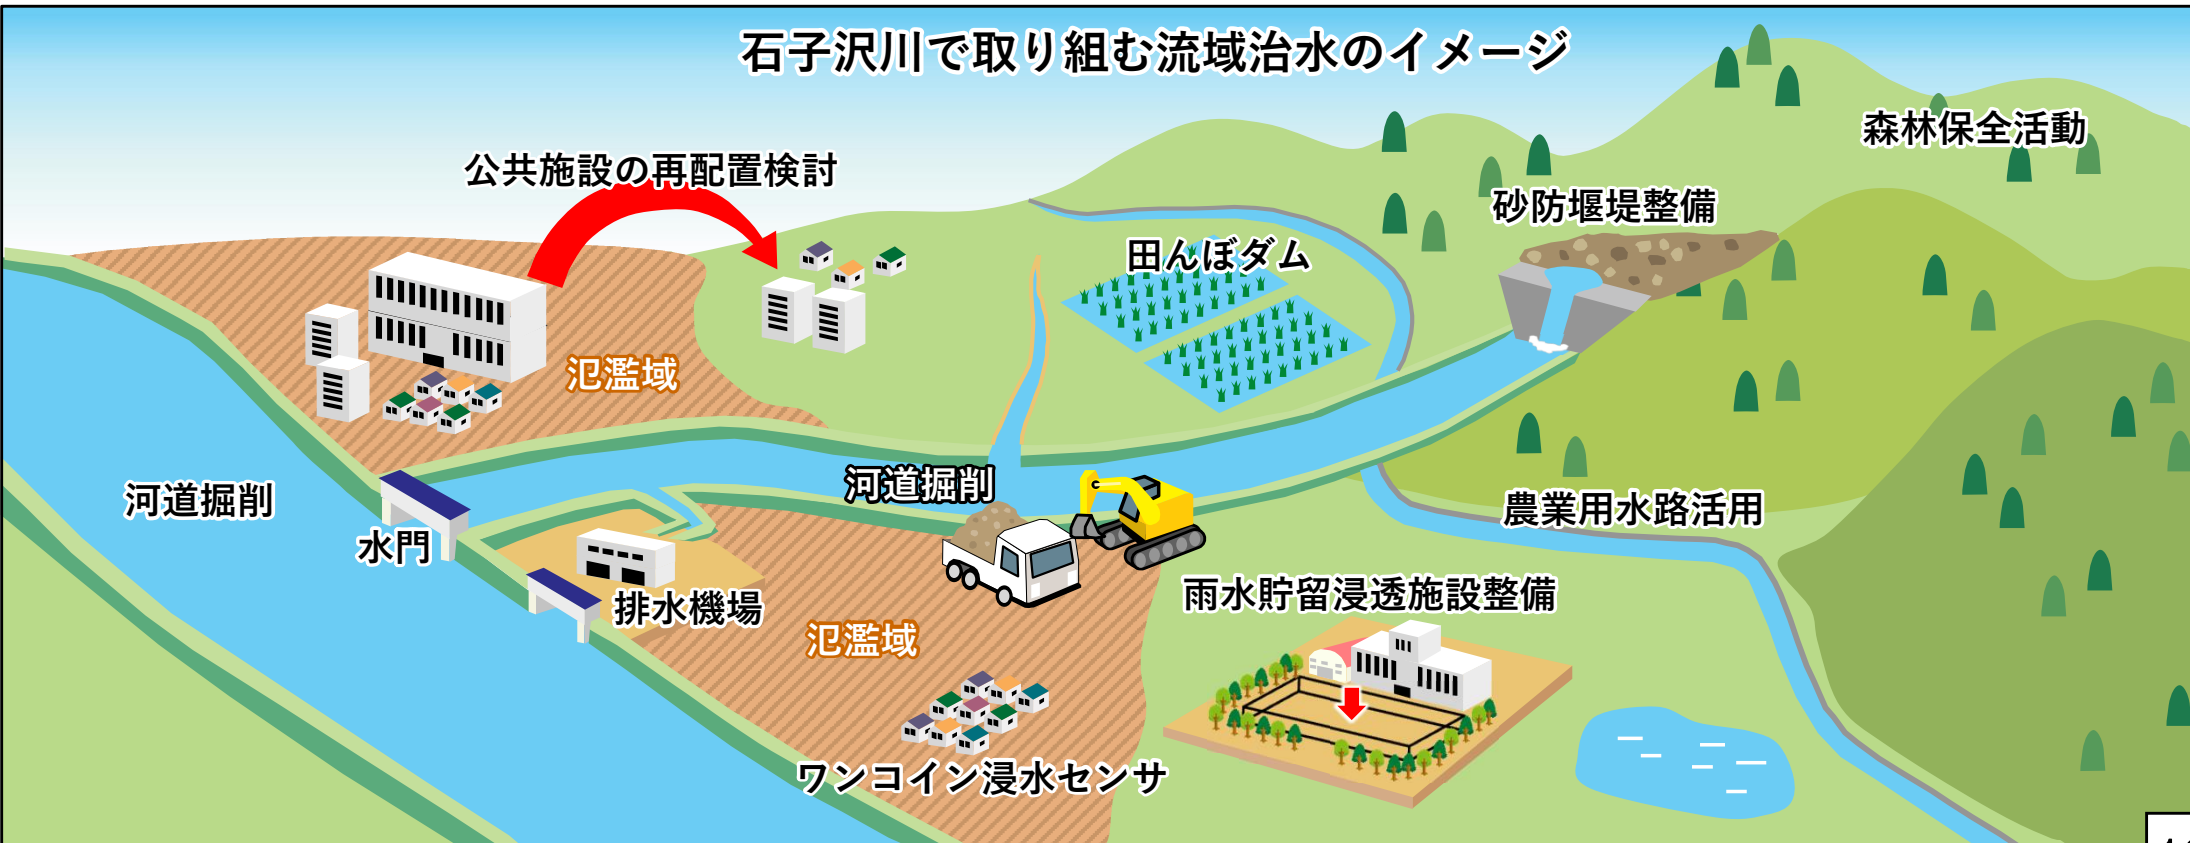 石子沢川で取り組む流域治水のイメージ
森林保全活動
公共施設の再配置検討
砂防堰堤整備
田んぼダム
氾濫域
河道掘削
河道掘削
農業用水路活用
水門
雨水貯留浸透施設整備
排水機場
氾濫域
ワンコイン浸水センサ